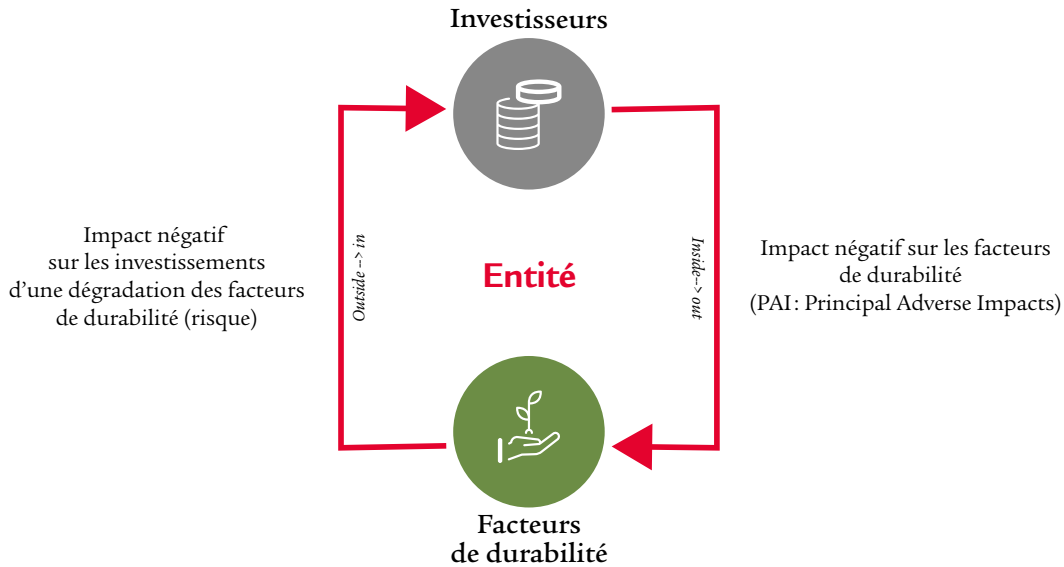 Investisseurs
Impact négatif
sur les investissements
d'une dégradation des facteurs
de durabilité (risque)
Outside --> in
Entité
Inside--> out
Impact négatif sur les facteurs
de durabilité
(PAI : Principal Adverse Impacts)
Facteurs
de durabilité